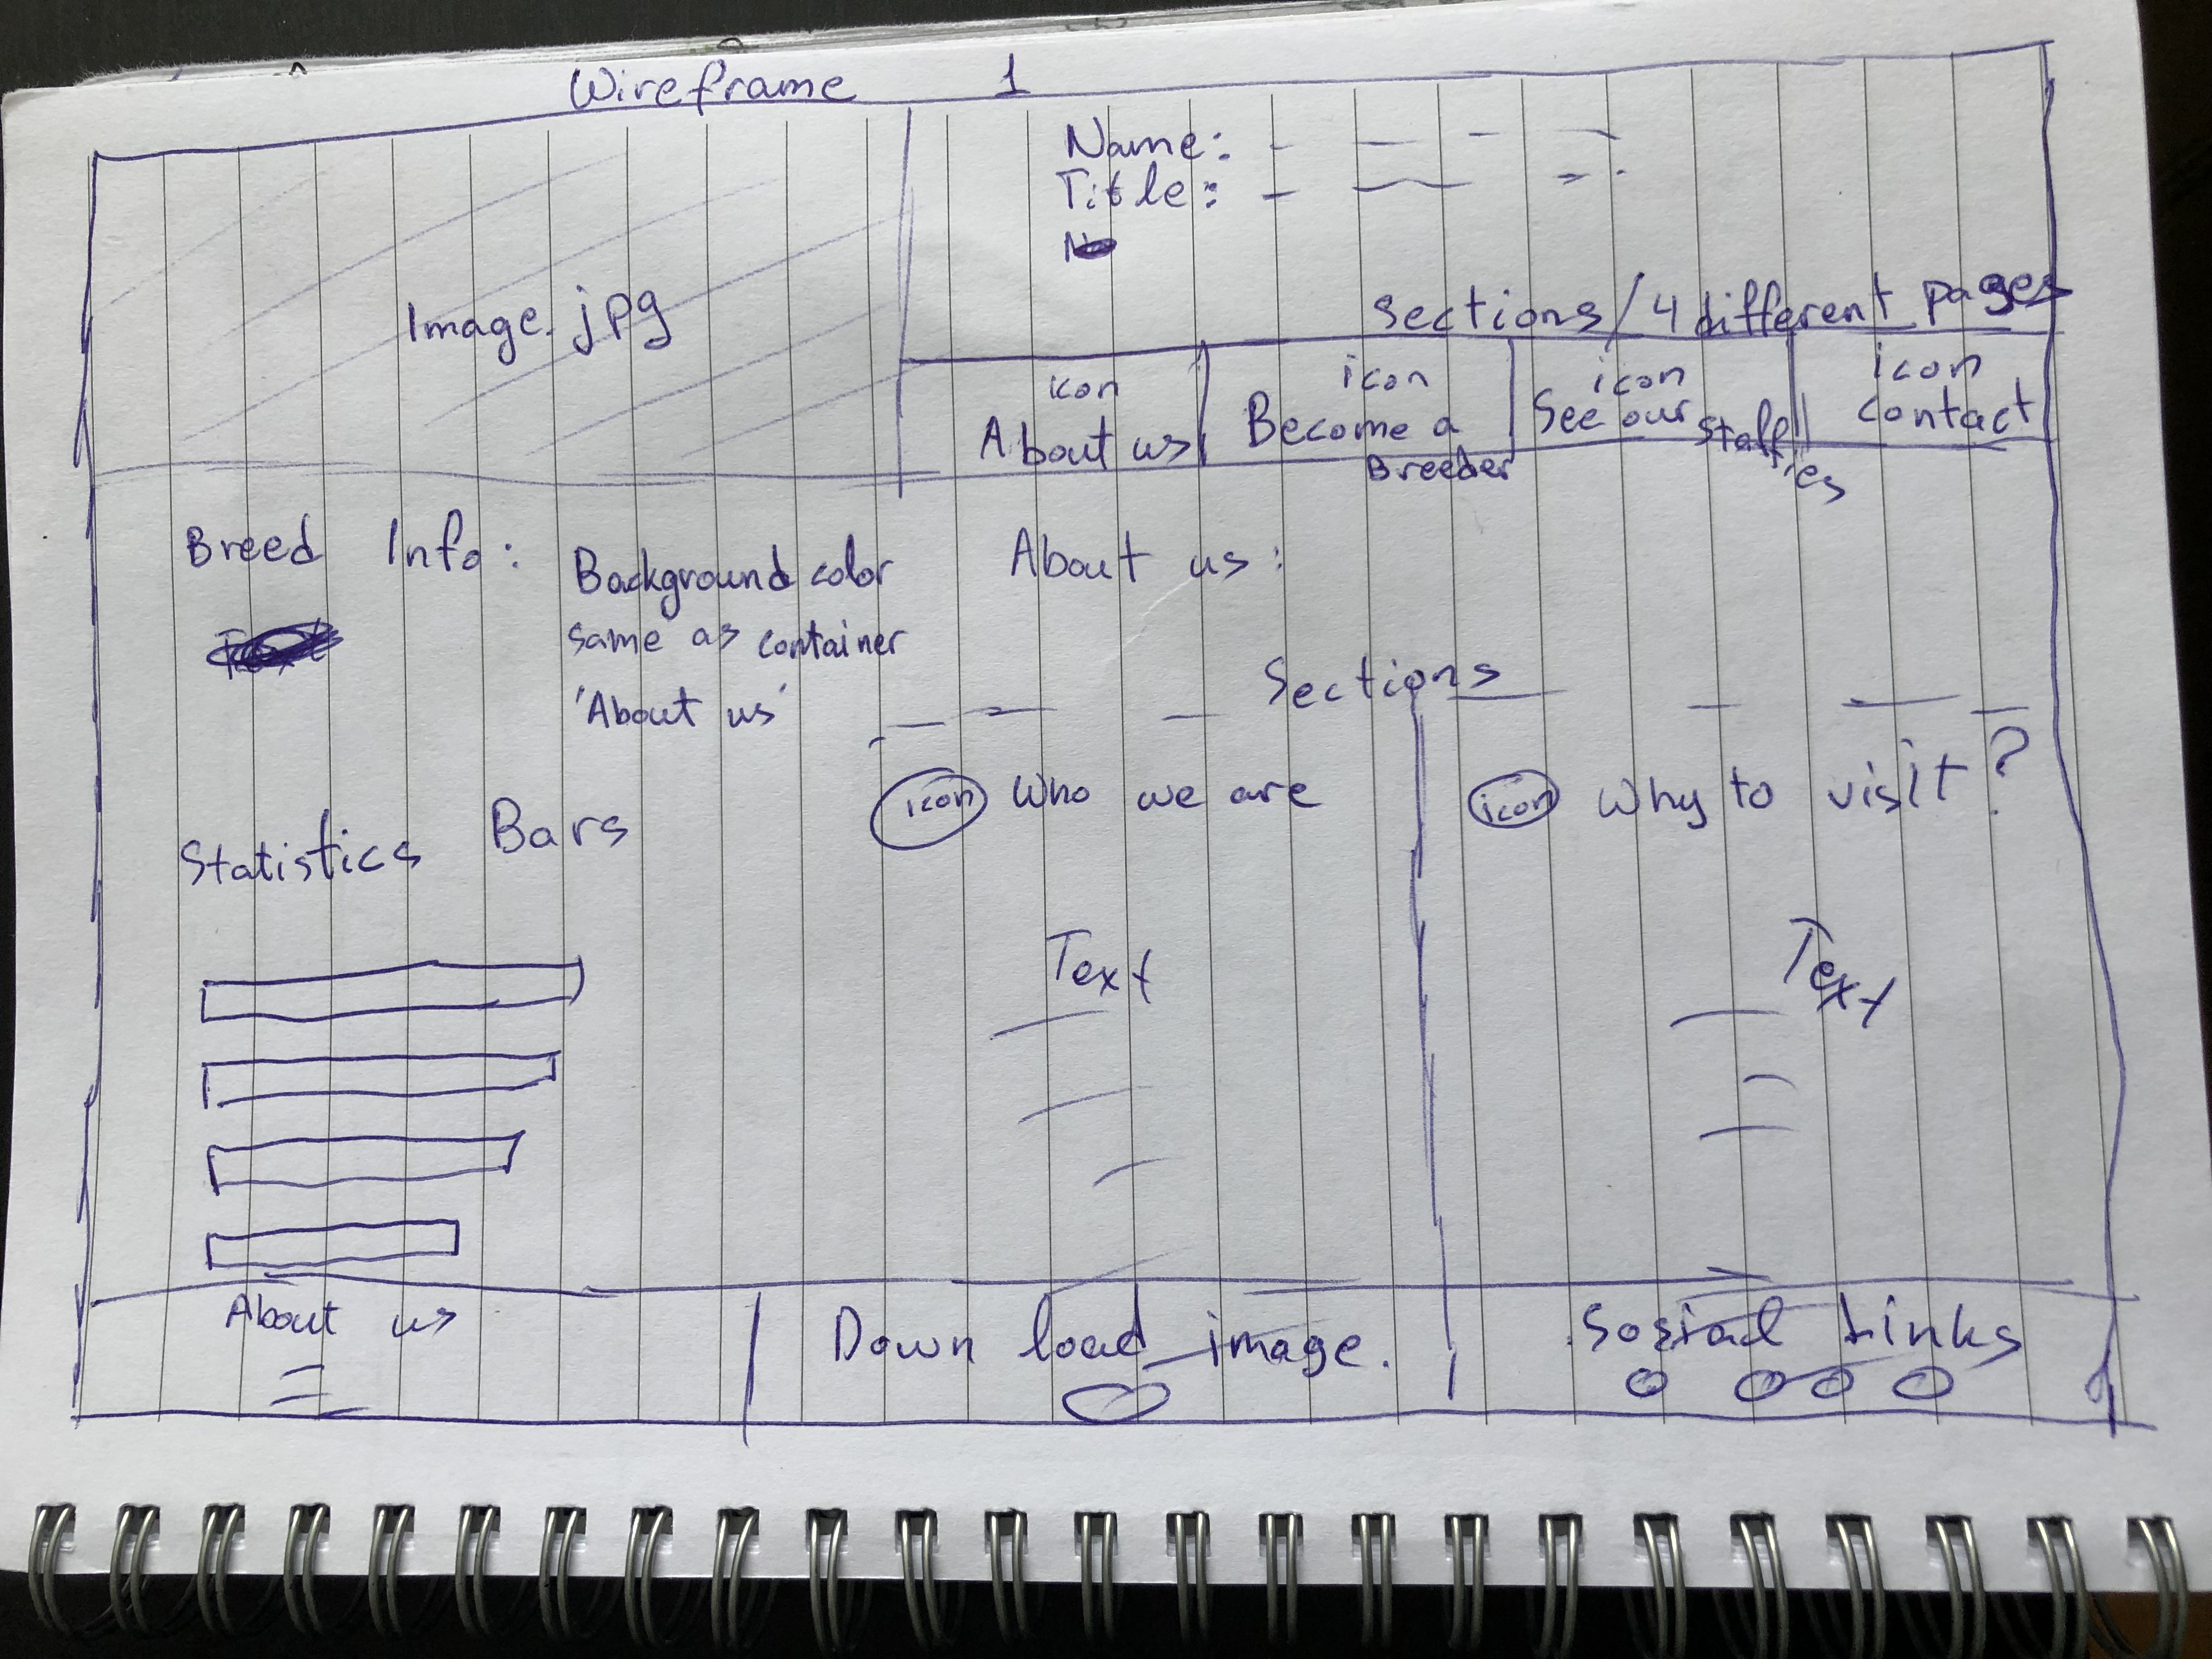 Wireframe 1
Image.jpg
Name:
Title:
Sections/4 different pages
icon
About us
icon
Become a
Breeder
icon
See our stall
es
icon
contact
Breed Info:
Background color
same as container
'About us'
Statistics Bars
About us:
Sections
icon Who we are
Text
icon Why to visit?
Text
About us
Down load image.
Sosial Links